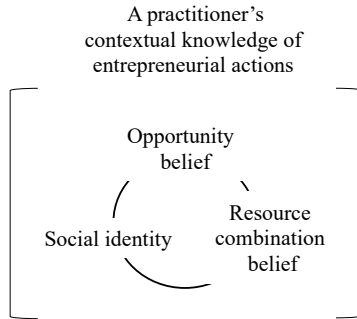 A practitioner's
contextual knowledge of
entrepreneurial actions
Opportunity
belief
Social identity
Resource
combination
belief